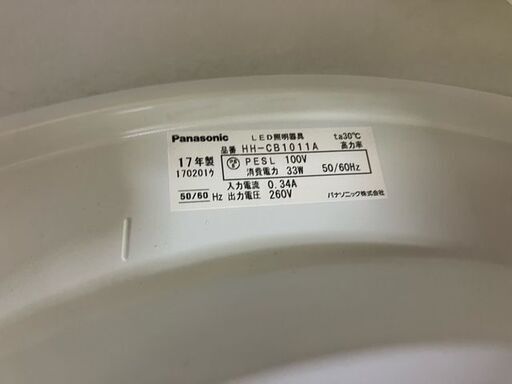 Panasonic LED照明器具 ta30℃
品番 HH-CB1011A 高力率
17年製 PESL 100V
170201ウ 消費電力 33W 50/60Hz
入力電流 0.34A
50/60 Hz 出力電圧 260V パナソニック株式会社